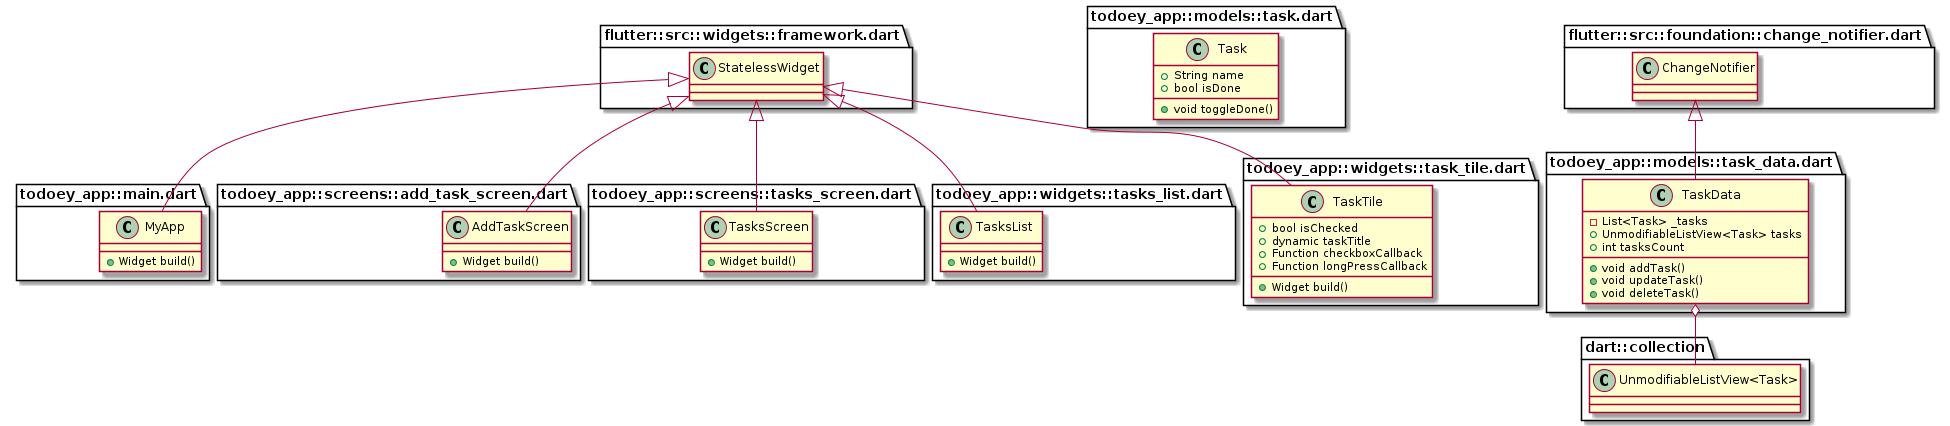 flutter::src::widgets::framework.dart
C StatelessWidget
todoey_app::models::task.dart
C Task
String name
bool isDone
void toggleDone()
flutter::src::foundation::change_notifier.dart
C ChangeNotifier
todoey_app::main.dart
C MyApp
Widget build()
todoey_app::screens::add_task_screen.dart
C AddTaskScreen
Widget build()
todoey_app::screens::tasks_screen.dart
C TasksScreen
Widget build()
todoey_app::widgets::tasks_list.dart
C TasksList
Widget build()
todoey_app::widgets::task_tile.dart
C TaskTile
bool isChecked
dynamic taskTitle
Function checkboxCallback
Function longPressCallback
Widget build()
todoey_app::models::task_data.dart
C TaskData
List<Task> _tasks
UnmodifiableListView<Task> tasks
int tasksCount
void addTask()
void updateTask()
void deleteTask()
dart::collection
C UnmodifiableListView<Task>